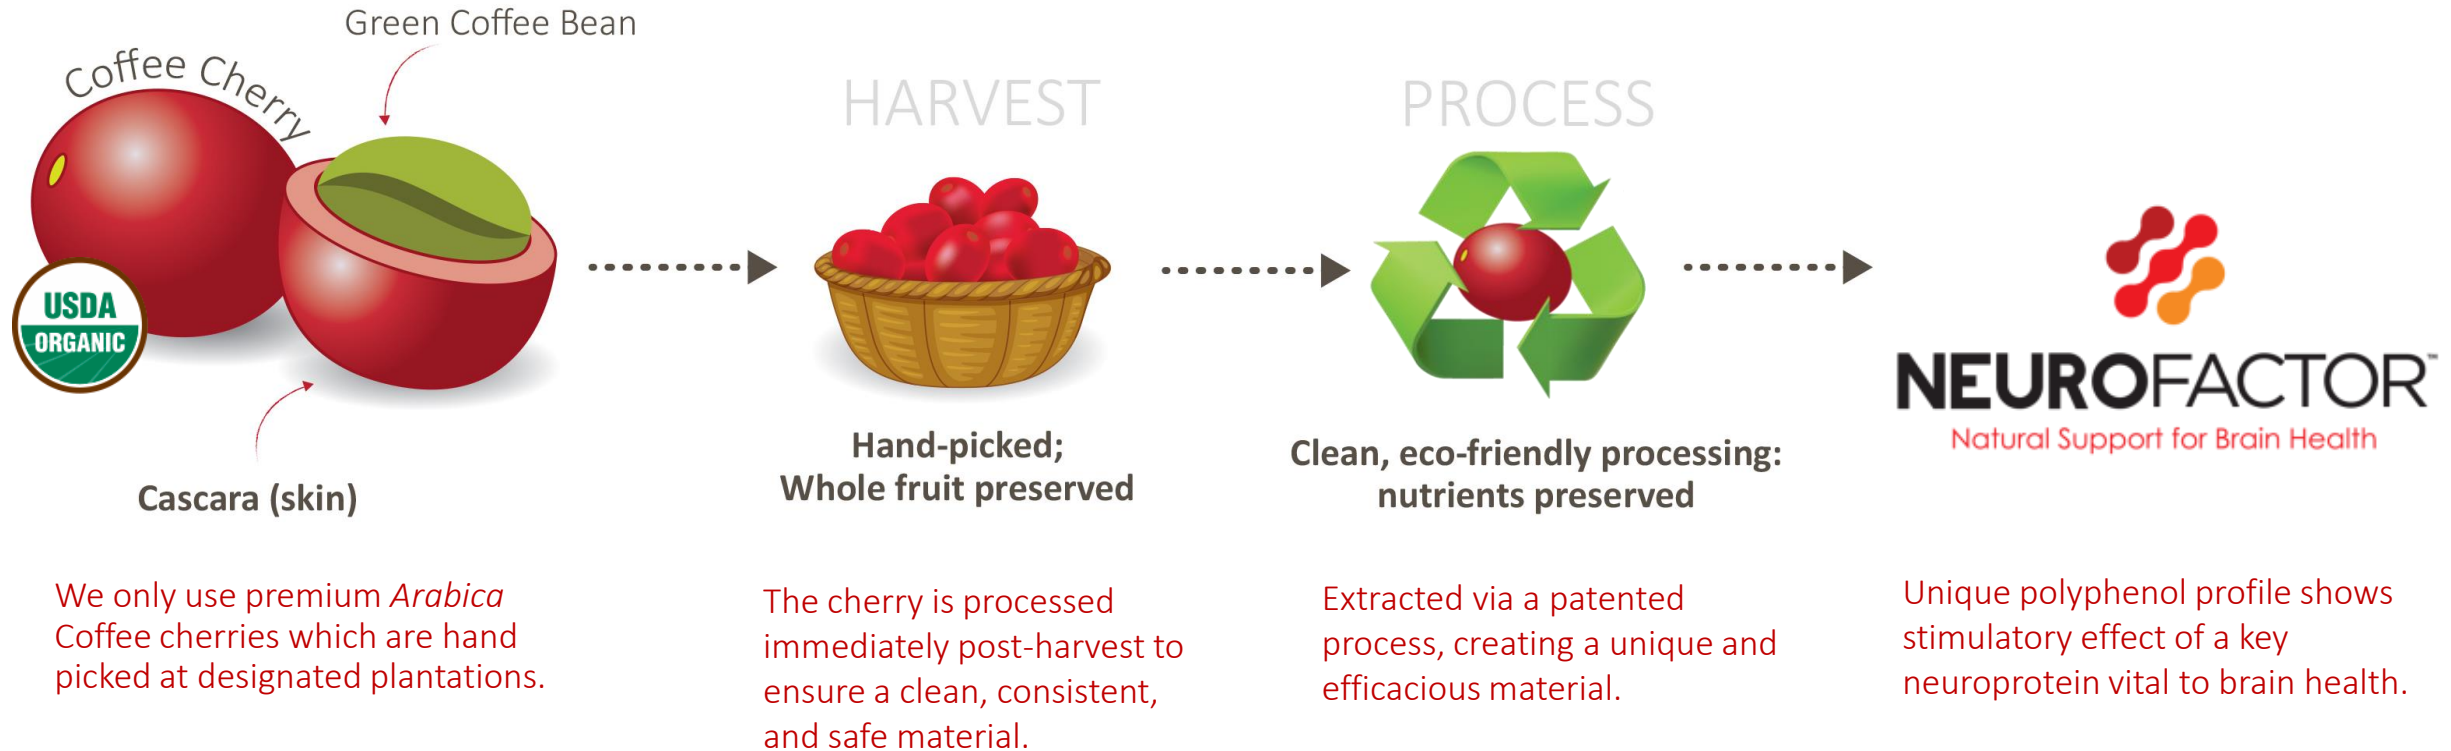 Green Coffee Bean
Coffee Cherry
USDA
ORGANIC
Cascara (skin)
We only use premium Arabica
Coffee cherries which are hand
picked at designated plantations.
HARVEST
Hand-picked;
Whole fruit preserved
The cherry is processed
immediately post-harvest to
ensure a clean, consistent,
and safe material.
PROCESS
Clean, eco-friendly processing:
nutrients preserved
Extracted via a patented
process, creating a unique and
efficacious material.
NEUROFACTOR™
Natural Support for Brain Health
Unique polyphenol profile shows
stimulatory effect of a key
neuroprotein vital to brain health.